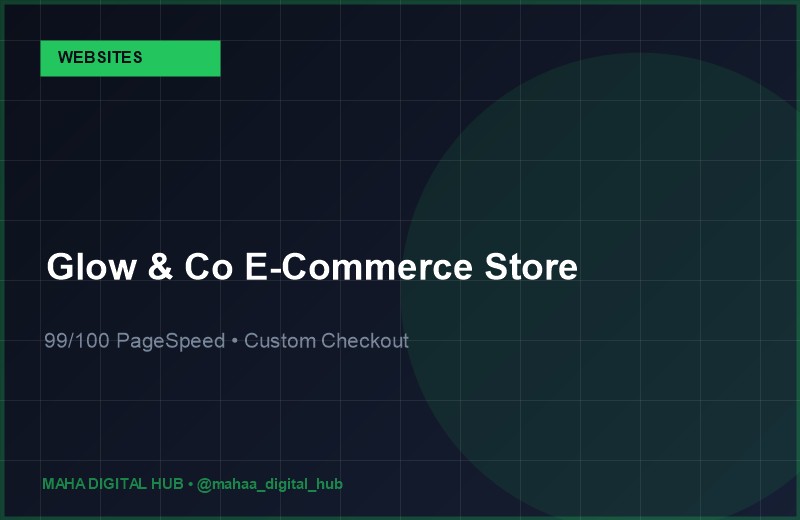 WEBSITES
Glow & Co E-Commerce Store
99/100 PageSpeed • Custom Checkout
MAHA DIGITAL HUB • @mahaa_digital_hub